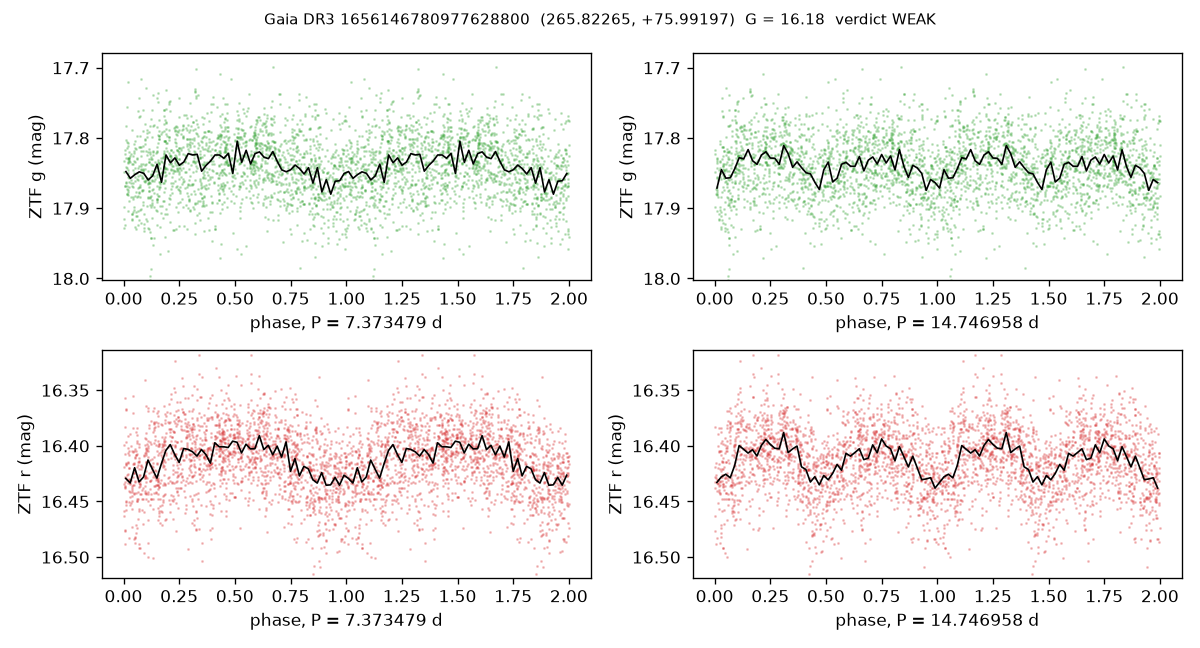 Gaia DR3 1656146780977628800  (265.82265, +75.99197)  G = 16.18  verdict WEAK
ZTF g (mag)
17.7
17.8
17.9
18.0
0.00 0.25 0.50 0.75 1.00 1.25 1.50 1.75 2.00
phase, P = 7.373479 d
ZTF g (mag)
17.7
17.8
17.9
18.0
0.00 0.25 0.50 0.75 1.00 1.25 1.50 1.75 2.00
phase, P = 14.746958 d
ZTF r (mag)
16.35
16.40
16.45
16.50
0.00 0.25 0.50 0.75 1.00 1.25 1.50 1.75 2.00
phase, P = 7.373479 d
ZTF r (mag)
16.35
16.40
16.45
16.50
0.00 0.25 0.50 0.75 1.00 1.25 1.50 1.75 2.00
phase, P = 14.746958 d